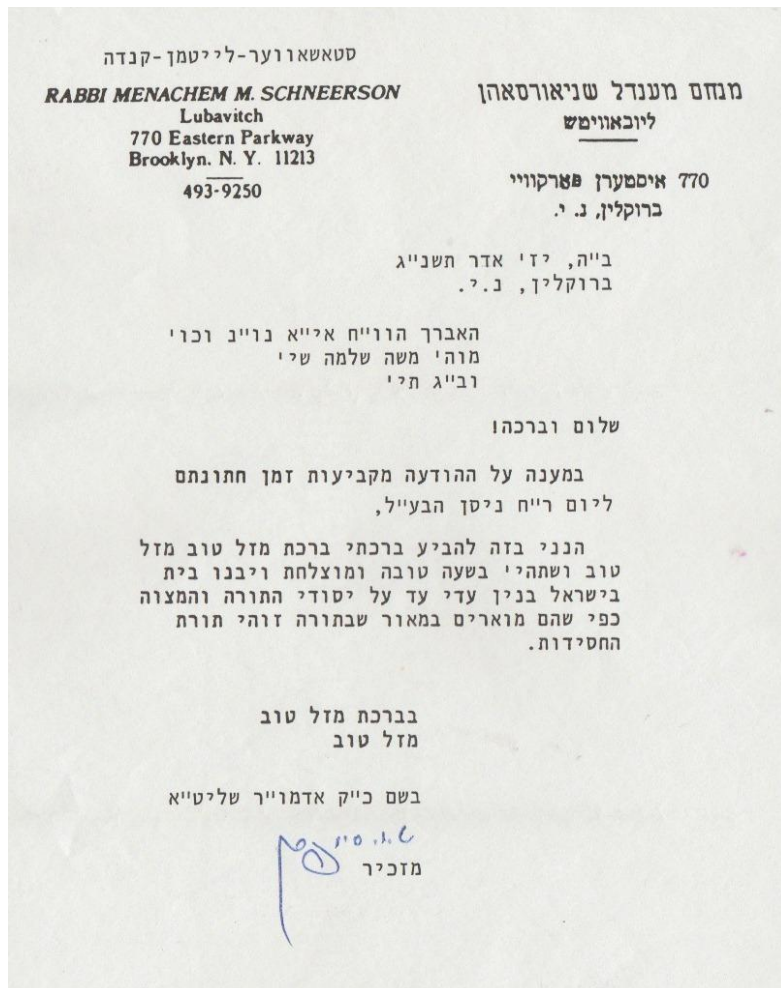 סטאשאווער-לייטמן-קנדה
RABBI MENACHEM M. SCHNEERSON
Lubavitch
770 Eastern Parkway
Brooklyn. N. Y. 11213
493-9250
מנחם מענדל שניאורסאהן
ליובאוויטש
770 איסטערן פארקוויי
ברוקלין, נ. י.
ב"ה, יז' אדר תשנ"ג
ברוקלין, נ.י.
האברך הוו"ח אי"א נו"נ וכו'
מוה' משה שלמה שי'
וב"ג תי'
שלום וברכה!
במענה על ההודעה מקביעות זמן חתונתם
ליום ר"ח ניסן הבע"ל,
הנני בזה להביע ברכתי ברכת מזל טוב מזל
טוב ושתהי' בשעה טובה ומוצלחת ויבנו בית
בישראל בנין עדי עד על יסודי התורה והמצוה
כפי שהם מוארים במאור שבתורה זוהי תורת
החסידות.
בברכת מזל טוב
מזל טוב
בשם כ"ק אדמו"ר שליט"א
מזכיר